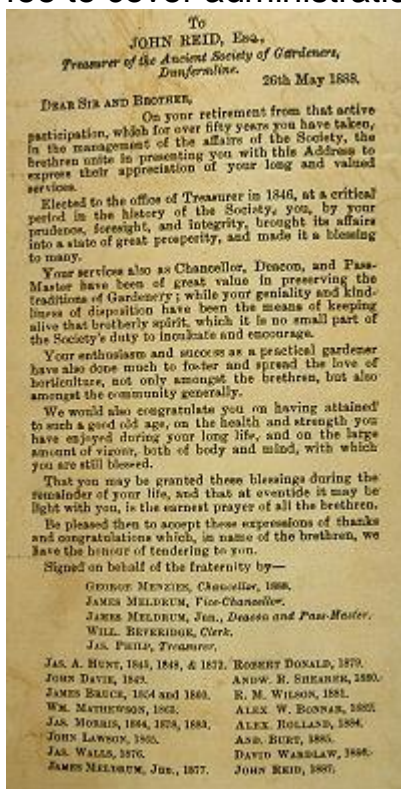 To
JOHN REID, Esq.,
Treasurer of the Ancient Society of Gardeners,
Dunfermline.
26th May 1888.
DEAR SIR AND BROTHER,
On your retirement from that active
participation, which for over fifty years you have taken,
in the management of the affairs of the Society, the
brethren unite in presenting you with this Address to
express their appreciation of your long and valued
services.
Elected to the office of Treasurer in 1846, at a critical
period in the history of the Society, you, by your
prudence, foresight, and integrity, brought its affairs
into a state of great prosperity, and made it a blessing
to many.
Your services also as Chancellor, Deacon, and Pass-
Master have been of great value in preserving the
traditions of Gardenery; while your geniality and kind-
liness of disposition have been the means of keeping
alive that brotherly spirit, which it is no small part of
the Society's duty to inculcate and encourage.
Your enthusiasm and success as a practical gardener
have also done much to foster and spread the love of
horticulture, not only amongst the brethren, but also
amongst the community generally.
We would also congratulate you on having attained
to such a good old age, on the health and strength you
have enjoyed during your long life, and on the large
amount of vigour, both of body and mind, with which
you are still blessed.
That you may be granted these blessings during the
remainder of your life, and that at eventide it may be
light with you, is the earnest prayer of all the brethren.
Be pleased then to accept these expressions of thanks
and congratulations which, in name of the brethren, we
have the honour of tendering to you.
Signed on behalf of the fraternity by—
GEORGE MENZIES, Chancellor, 1888.
JAMES MELDRUM, Vice-Chancellor.
JAMES MELDRUM, Jun., Deacon and Pass-Master.
WILL. BEVERIDGE, Clerk.
JAS. PHILP, Treasurer.
JAS. A. HUNT, 1845, 1848, & 1872. ROBERT DONALD, 1879.
JOHN DAVIE, 1849. ANDW. R. SHEARER, 1880.
JAMES BRUCE, and 1860. R. M. WILSON, 1881.
WM. MATHEWSON, 1863. ALEX W. BONNAR, 1882.
JAS. MORRIS, 1864, 1878, 1883. ALEX. ROLLAND, 1884.
JOHN LAWSON, AND. BURT, 1885.
JAS. WALLS, 1876. DAVID WARDLAW, 1886.
JAMES MELDRUM, Jun., 1877. JOHN REID, 1887.